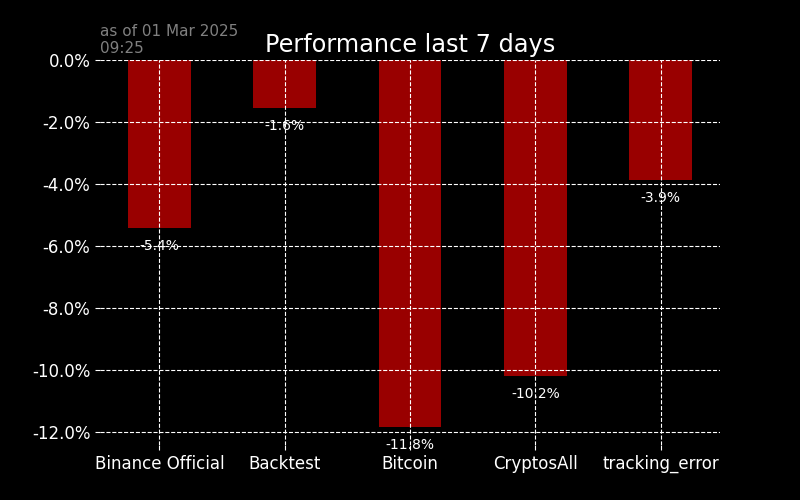 as of 01 Mar 2025
09:25
Performance last 7 days
0.0%
-2.0%
-4.0%
-6.0%
-8.0%
-10.0%
-12.0%
-5.4%
-1.6%
-11.8%
-10.2%
-3.9%
Binance Official
Backtest
Bitcoin
CryptosAll
tracking_error